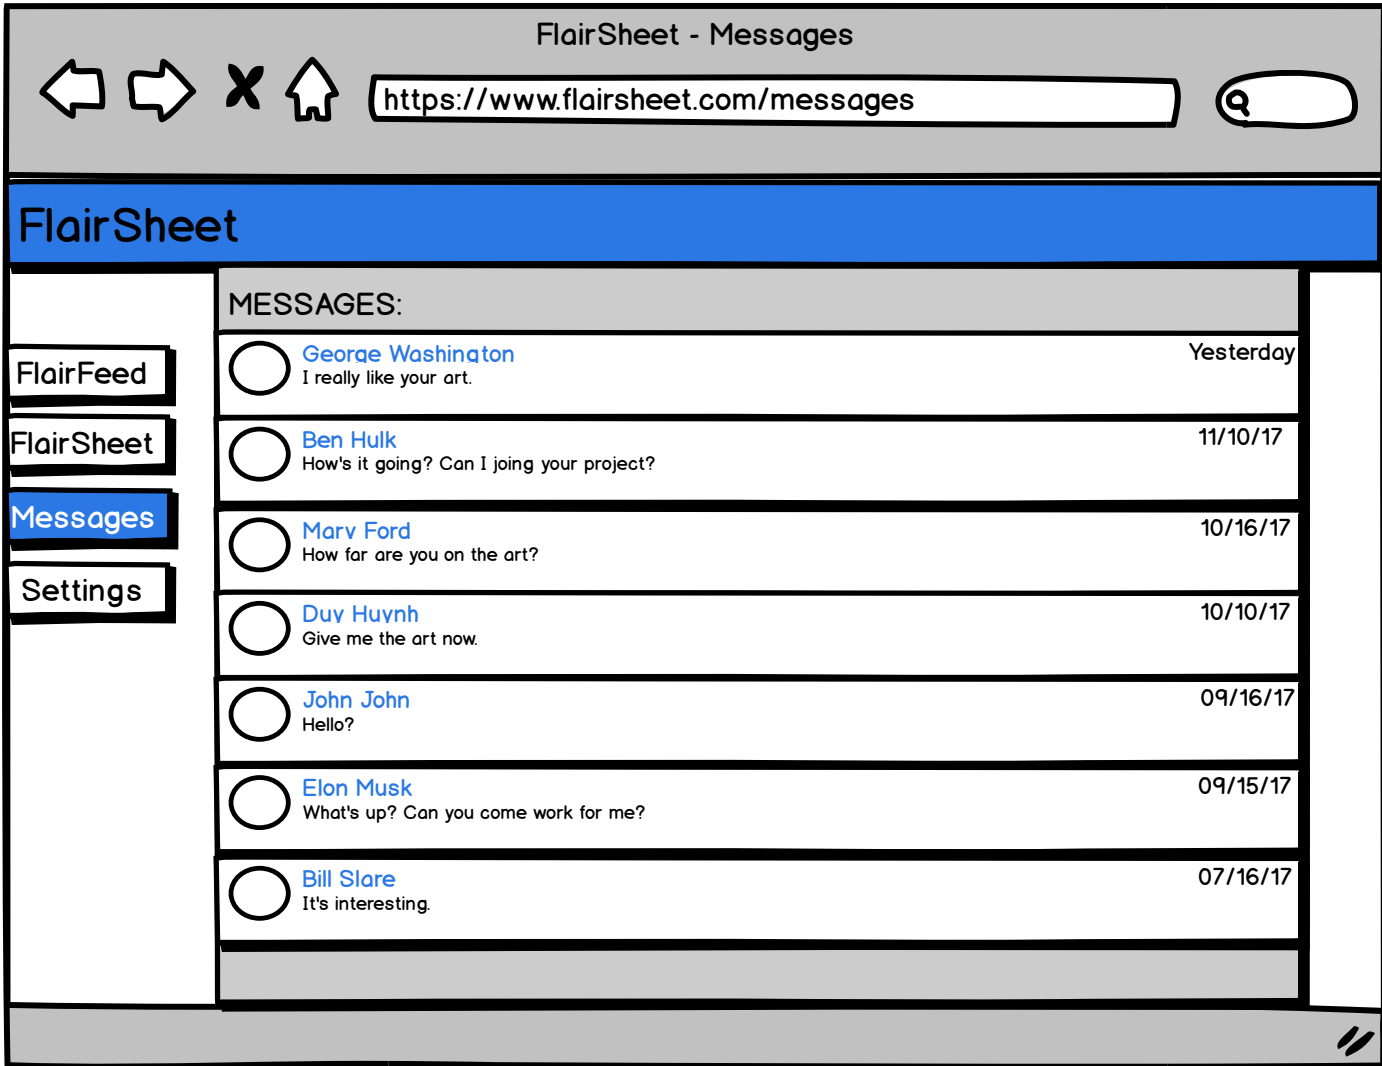 FlairSheet - Messages
https://www.flairsheet.com/messages
FlairSheet
MESSAGES:
FlairFeed
FlairSheet
Messages
Settings
George Washington
Yesterday
I really like your art.
Ben Hulk
11/10/17
How's it going? Can I joing your project?
Mary Ford
10/16/17
How far are you on the art?
Duy Huynh
10/10/17
Give me the art now.
John John
09/16/17
Hello?
Elon Musk
09/15/17
What's up? Can you come work for me?
Bill Slare
07/16/17
It's interesting.